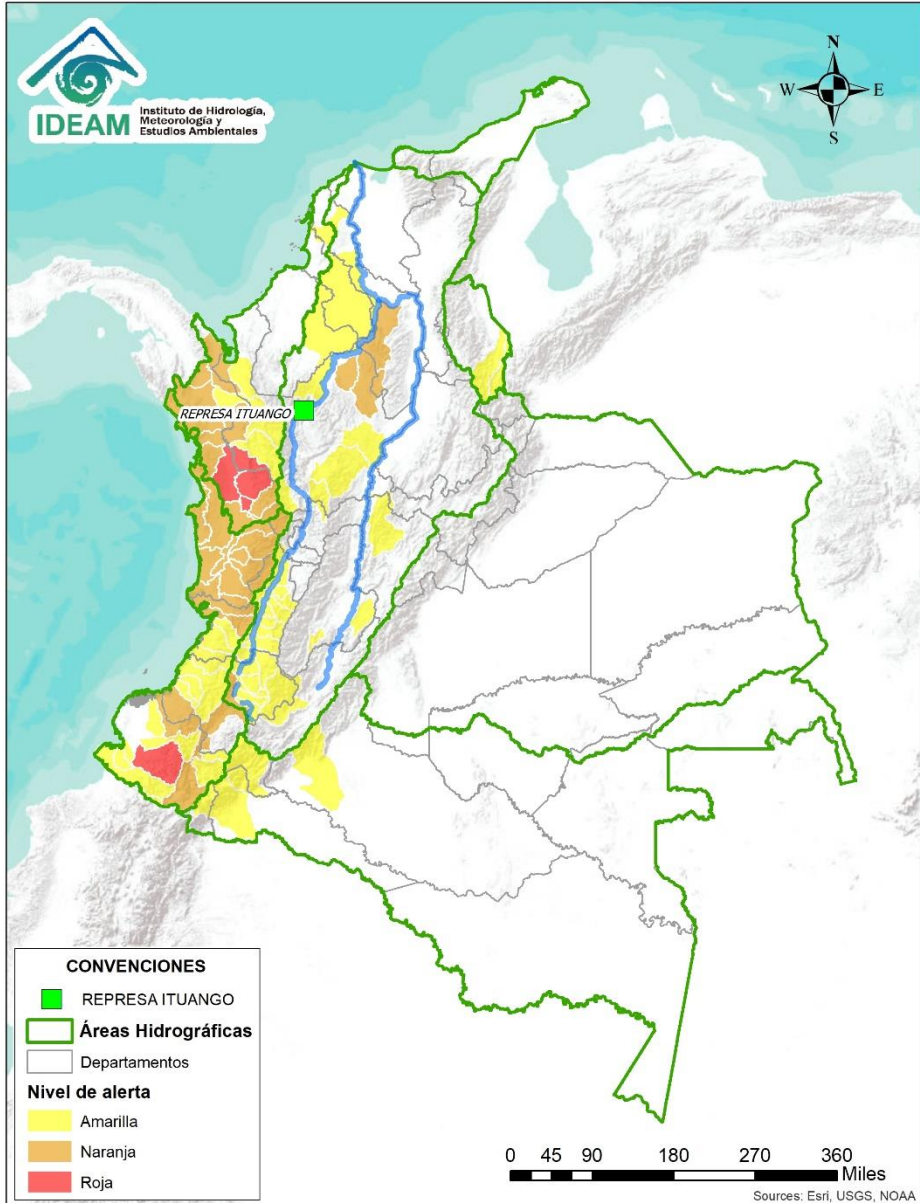 IDEAM
Instituto de Hidrología,
Meteorología y
Estudios Ambientales
N
W
E
S
REPRESA ITUANGO
CONVENCIONES
REPRESA ITUANGO
Áreas Hidrográficas
Departamentos
Nivel de alerta
Amarilla
Naranja
Roja
0 45 90 180 270 360
Miles
Sources: Esri, USGS, NOAA